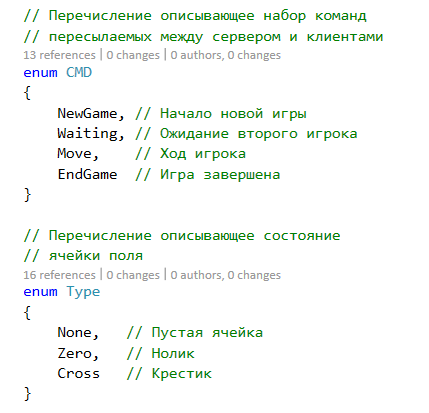 // Перечисление описывающее набор команд
// пересылаемых между сервером и клиентами
13 references | 0 changes | 0 authors, 0 changes
enum CMD
{
    NewGame, // Начало новой игры
    Waiting, // Ожидание второго игрока
    Move,    // Ход игрока
    EndGame  // Игра завершена
}
// Перечисление описывающее состояние
// ячейки поля
16 references | 0 changes | 0 authors, 0 changes
enum Type
{
    None,   // Пустая ячейка
    Zero,   // Нолик
    Cross   // Крестик
}